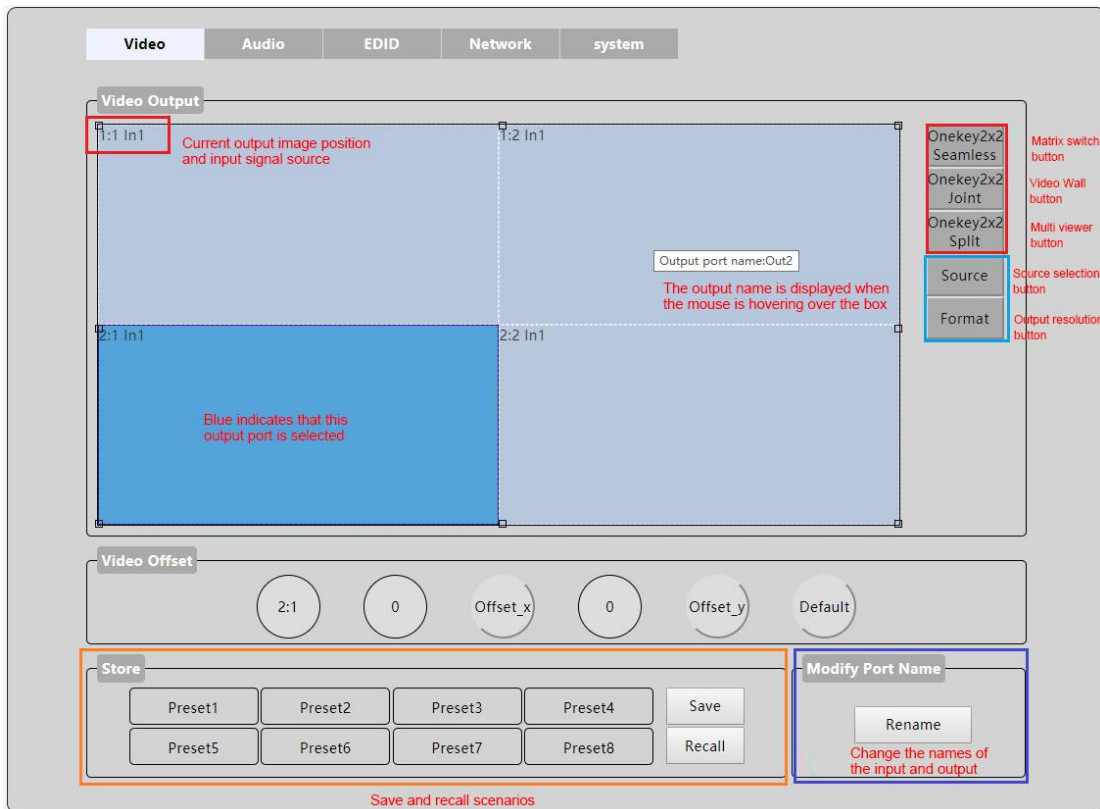 Video Audio EDID Network system
Video Output
1:1 In1
Current output image position
and input signal source
1:2 In1
Output port name:Out2
The output name is displayed when
the mouse is hovering over the box
2:1 In1
Blue indicates that this
output port is selected
2:2 In1
Onekey2x2
Seamless
Matrix switch
button
Onekey2x2
Joint
Video Wall
button
Onekey2x2
Split
Multi viewer
button
Source
Source selection
button
Format
Output resolution
button
Video Offset
2:1 0 Offset_x 0 Offset_y Default
Store
Preset1 Preset2 Preset3 Preset4 Save
Preset5 Preset6 Preset7 Preset8 Recall
Save and recall scenarios
Modify Port Name
Rename
Change the names of
the input and output